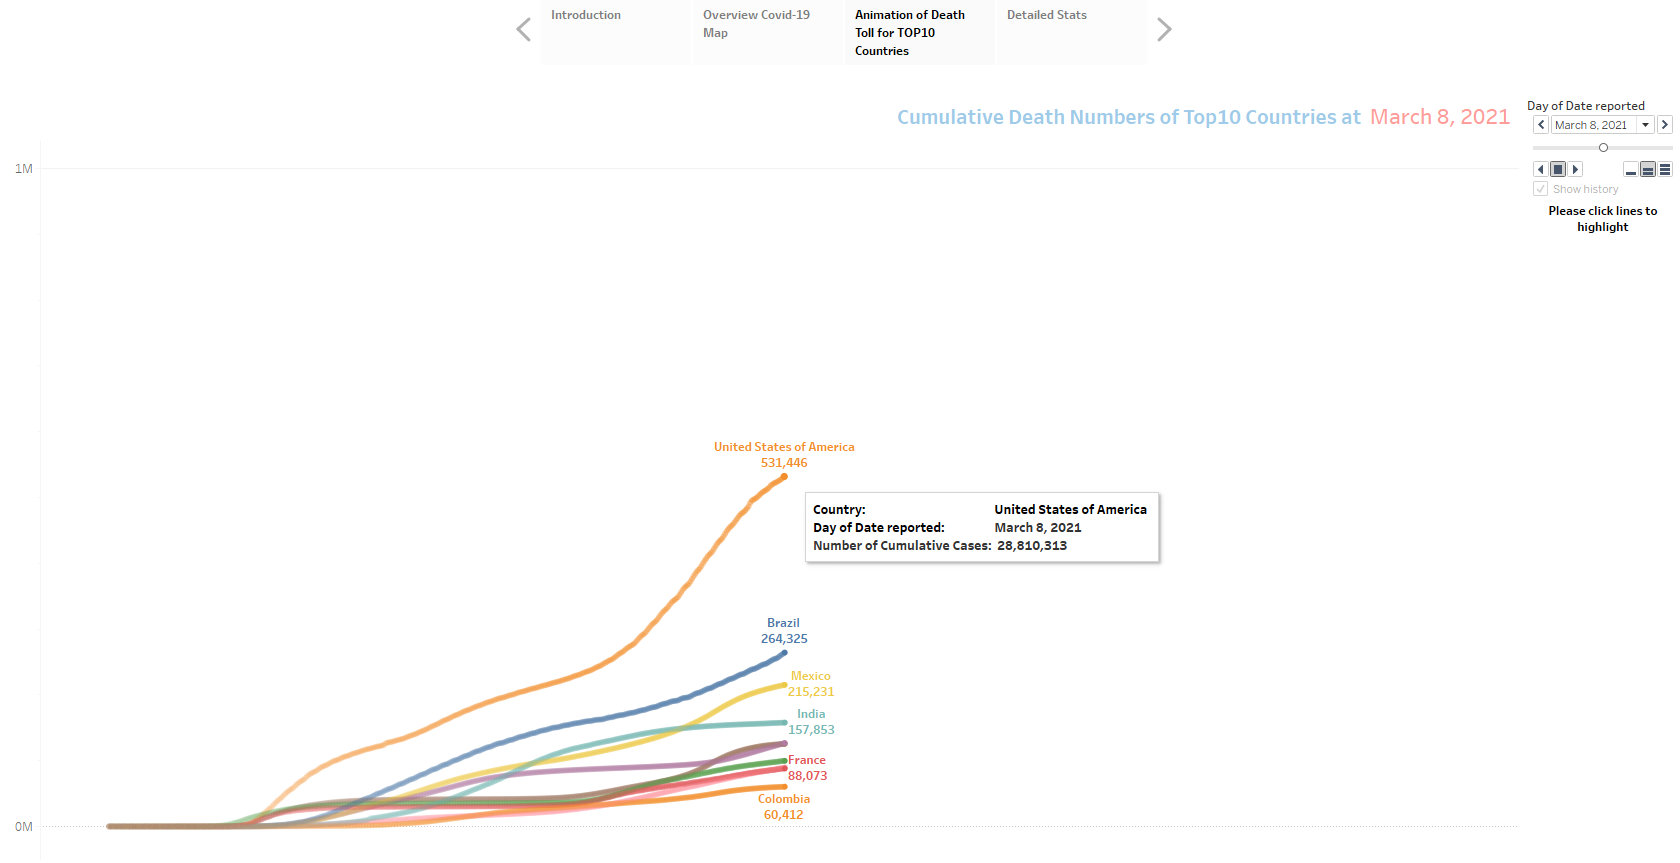 Introduction
Overview Covid-19
Map
Animation of Death
Toll for TOP10
Countries
Detailed Stats
Cumulative Death Numbers of Top10 Countries at March 8, 2021
Day of Date reported
March 8, 2021
Show history
Please click lines to
highlight
1M
United States of America
531,446
Country: United States of America
Day of Date reported: March 8, 2021
Number of Cumulative Cases: 28,810,313
Brazil
264,325
Mexico
215,231
India
157,853
France
88,073
Colombia
60,412
0M